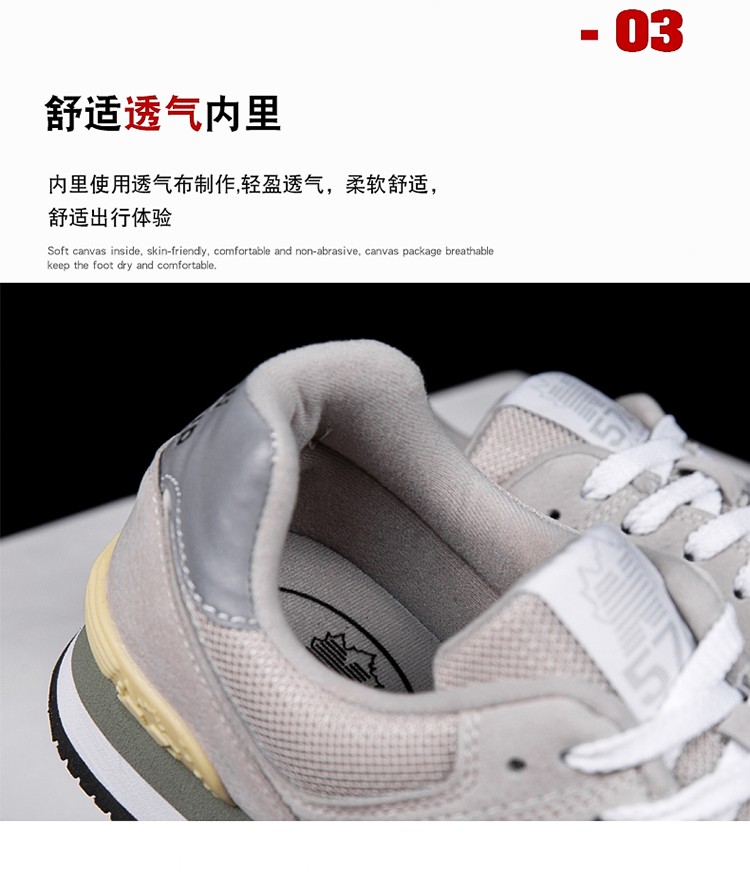 - 03
舒适透气内里
内里使用透气布制作,轻盈透气，柔软舒适，
舒适出行体验
Soft canvas inside, skin-friendly, comfortable and non-abrasive, canvas package breathable
keep the foot dry and comfortable.
57
57